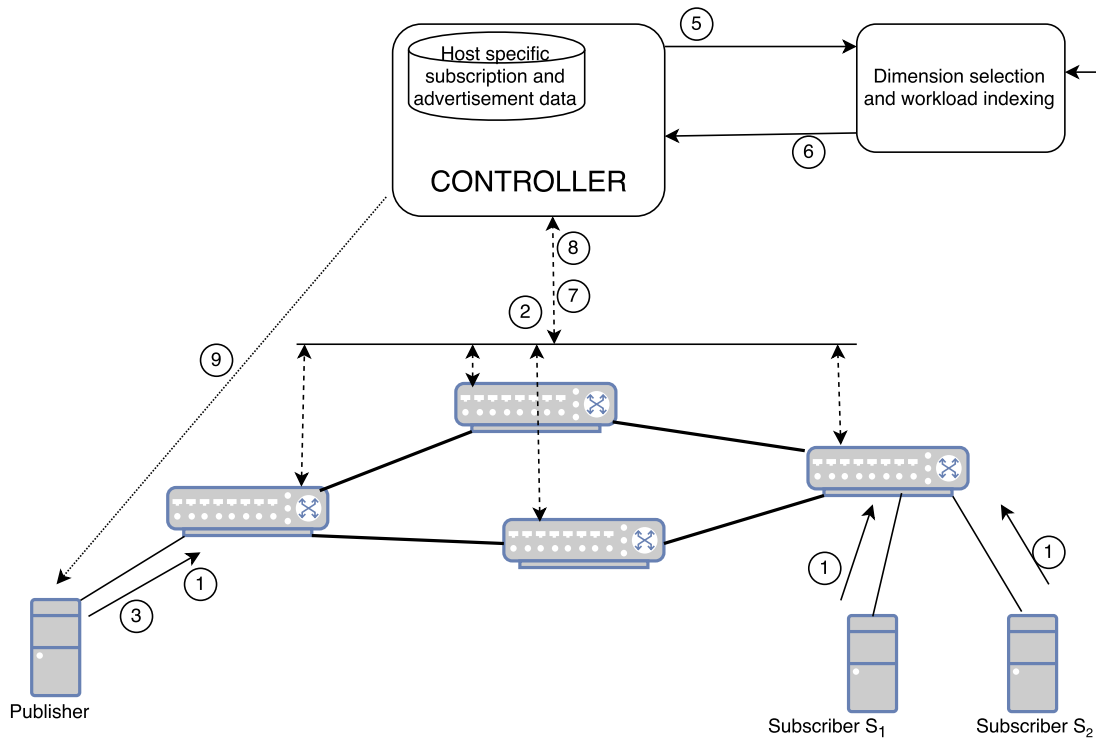 5
Host specific
subscription and
advertisement data
Dimension selection
and workload indexing
6
CONTROLLER
8
7
2
9
1
3
1
1
Publisher
Subscriber S₁
Subscriber S₂